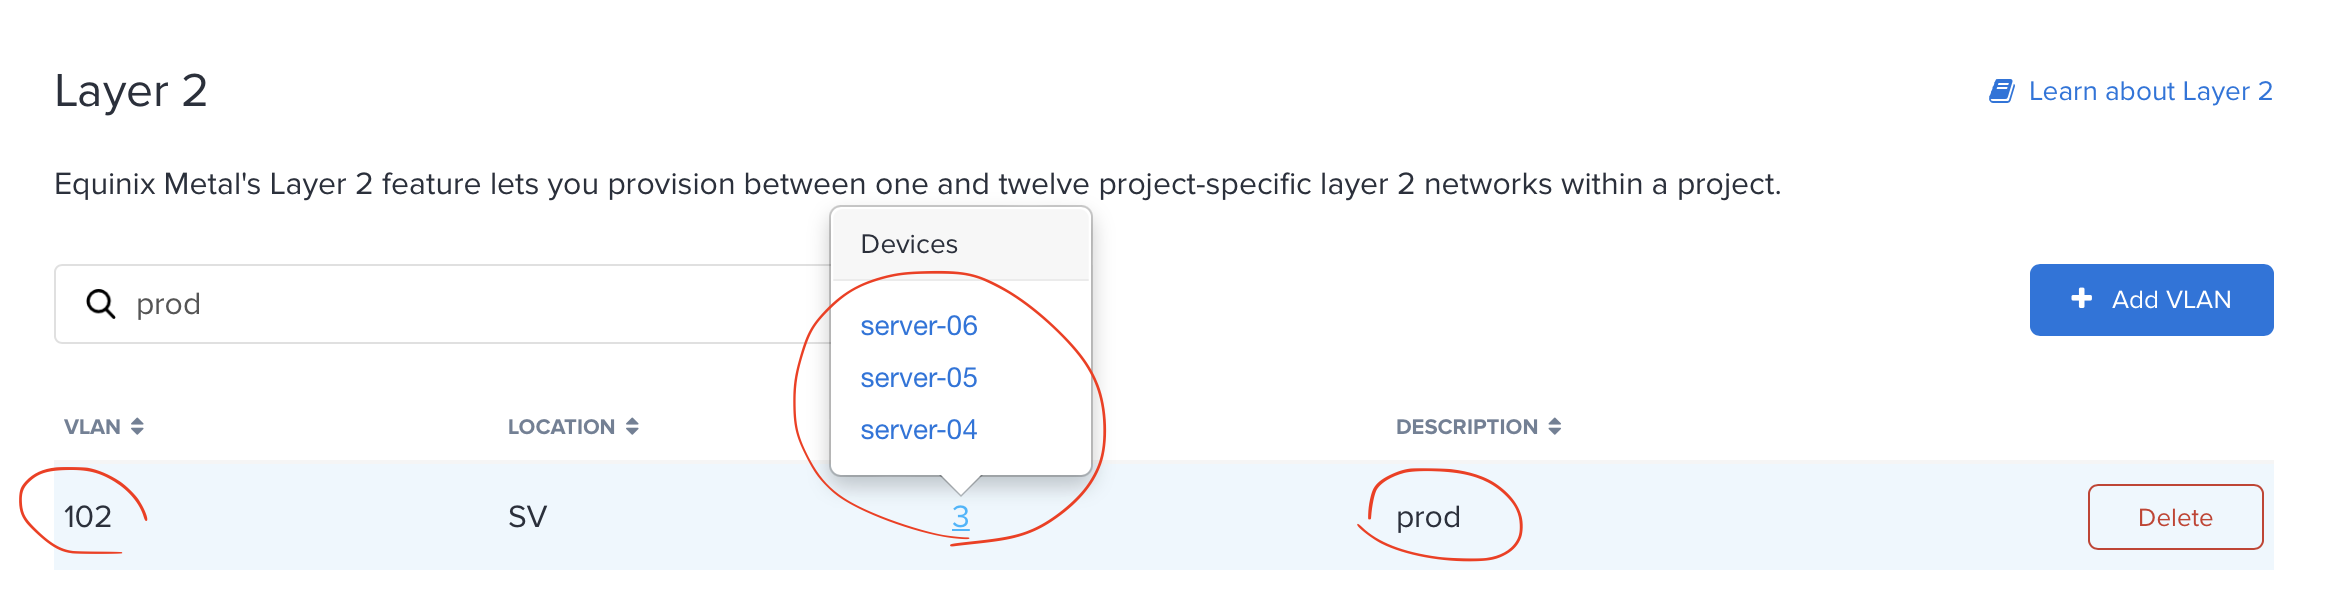 Layer 2
Learn about Layer 2
Equinix Metal's Layer 2 feature lets you provision between one and twelve project-specific layer 2 networks within a project.
Devices
server-06
server-05
server-04
prod
Add VLAN
VLAN LOCATION DESCRIPTION
102 SV 3 prod Delete